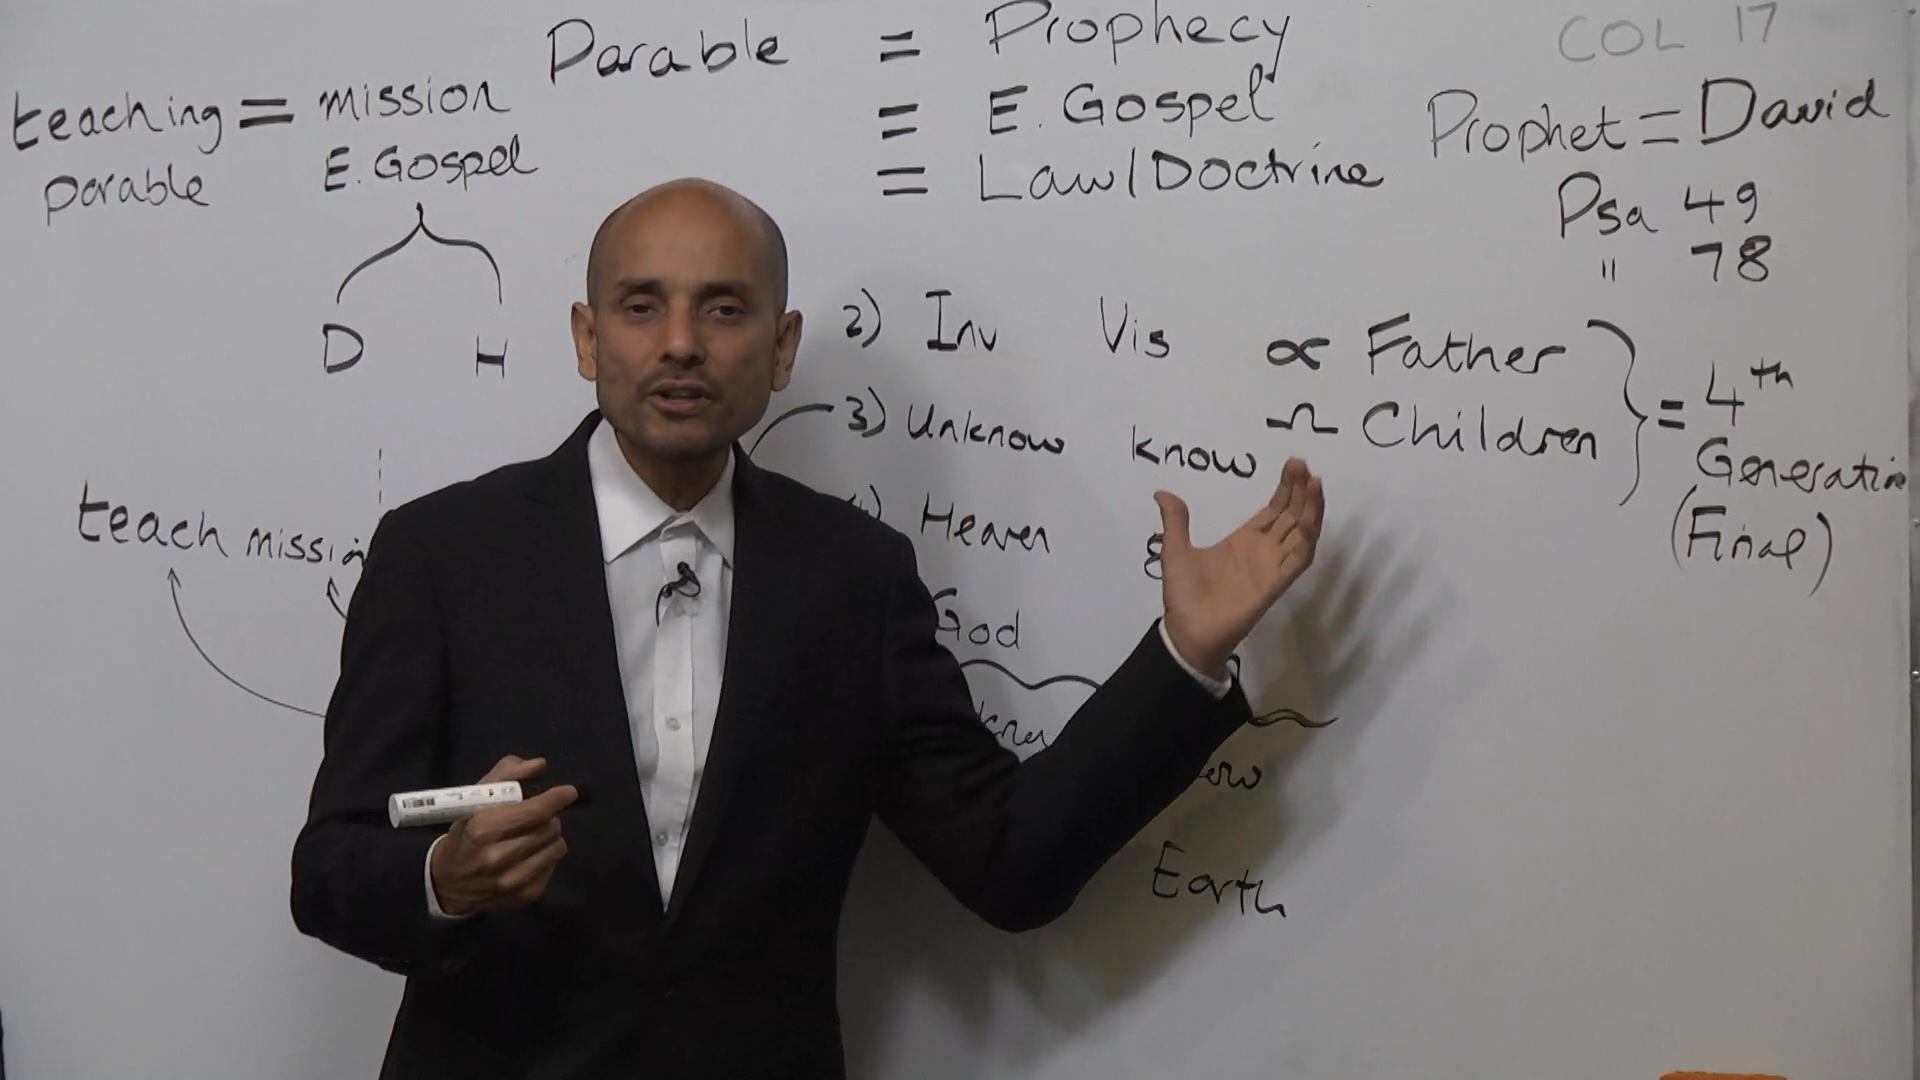 COL 17
Parable = Prophecy
= E. Gospel
= Law/Doctrine
teaching = mission
parable E. Gospel
D H
Prophet = David
Psa 49
" 78
2) Inv Vis
3) Unknow know
Heaven
God
Earth
∝ Father
Ω Children
= 4th
Generation
(Final)
teach mission